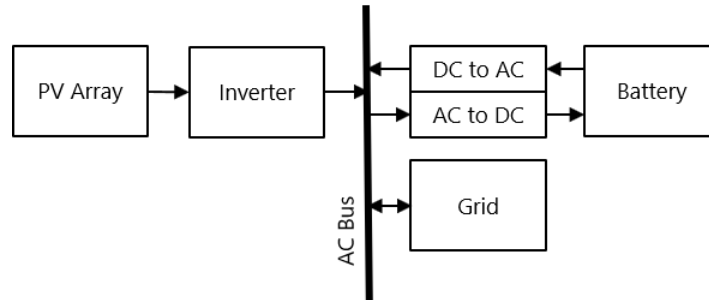 PV Array
Inverter
DC to AC
AC to DC
Battery
Grid
AC Bus